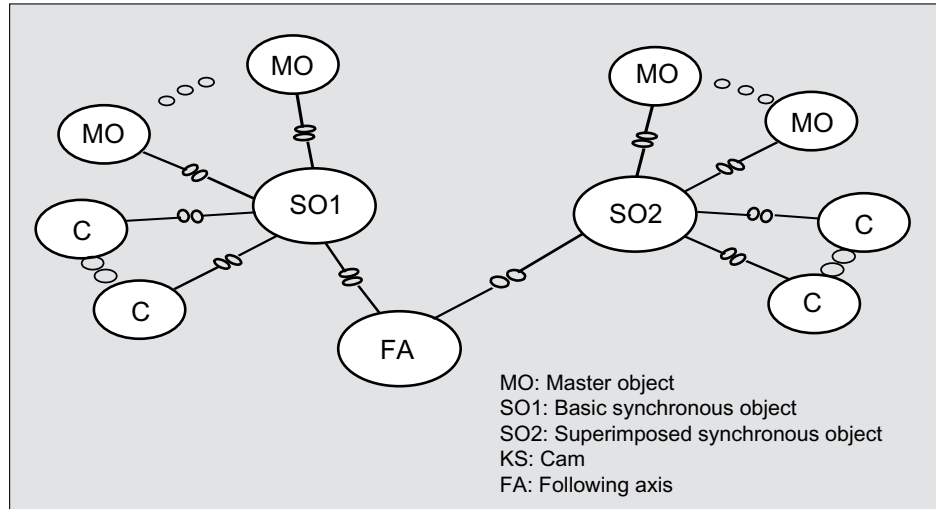 MO
MO
MO
MO
SO1
SO2
C
C
C
C
FA
MO: Master object
SO1: Basic synchronous object
SO2: Superimposed synchronous object
KS: Cam
FA: Following axis